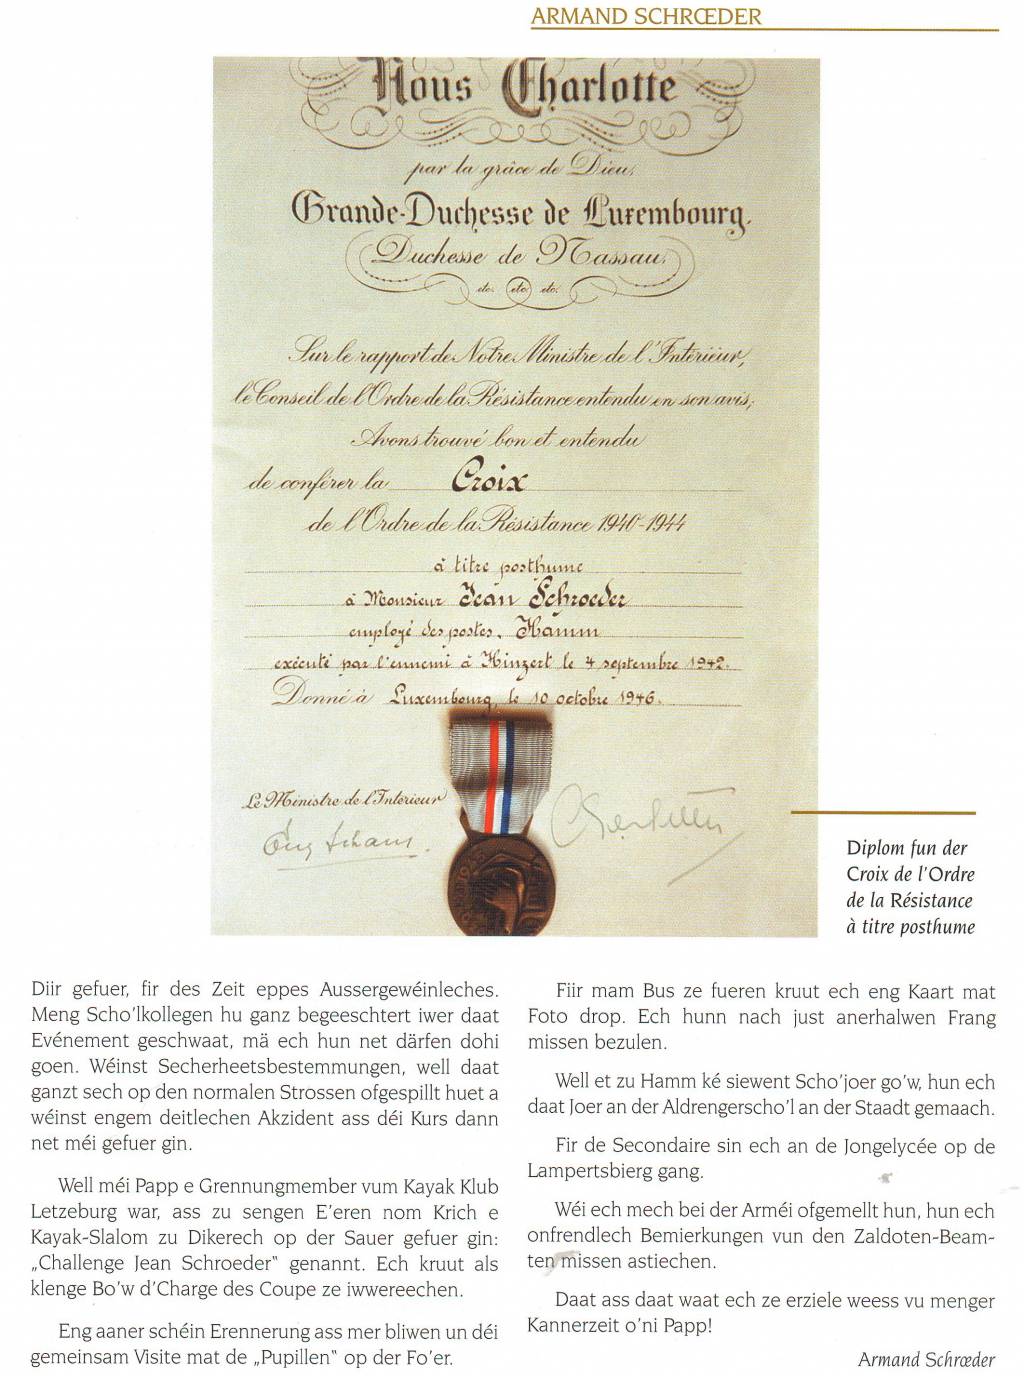 ARMAND SCHRŒDER
Nous Charlotte
par la grâce de Dieu,
Grande-Duchesse de Luxembourg,
Duchesse de Nassau,
etc. etc. etc.
Sur le rapport de Notre Ministre de l'Intérieur,
le Conseil de l'Ordre de la Résistance entendu en son avis;
Avons trouvé bon et entendu
de conférer la Croix
de l'Ordre de la Résistance 1940-1944
à titre posthume
à Monsieur Jean Schroeder
employé des postes, Hamm
exécuté par l'ennemi à Hinzert le 4 septembre 1942.
Donné à Luxembourg, le 10 octobre 1946.
Le Ministre de l'Intérieur
Charlotte
Diplom fun der
Croix de l'Ordre
de la Résistance
à titre posthume
Diir gefuer, fir des Zeit eppes Aussergewéinleches.
Meng Scho'lkollegen hu ganz begeeschtert iwer daat
Evénement geschwaat, mä ech hun net därfen dohi
goen. Wéinst Secherheetsbestemmungen, well daat
ganzt sech op den normalen Strossen ofgespillt huet a
wéinst engem deitlechen Akzident ass déi Kurs dann
net méi gefuer gin.
Well méi Papp e Grennungmember vum Kayak Klub
Letzeburg war, ass zu sengen E'eren nom Krich e
Kayak-Slalom zu Dikerech op der Sauer gefuer gin:
„Challenge Jean Schroeder" genannt. Ech kruut als
klenge Bo'w d'Charge des Coupe ze iwwereechen.
Eng aaner schéin Erennerung ass mer bliwen un déi
gemeinsam Visite mat de „Pupillen" op der Fo'er.
Fiir mam Bus ze fueren kruut ech eng Kaart mat
Foto drop. Ech hunn nach just anerhalwen Frang
missen bezulen.
Well et zu Hamm ké siewent Scho'joer go'w, hun ech
daat Joer an der Aldrengerscho'l an der Staadt gemaach.
Fir de Secondaire sin ech an de Jongelycée op de
Lampertsbierg gang.
Wéi ech mech bei der Arméi ofgemellt hun, hun ech
onfrendlech Bemierkungen vun den Zaldoten-Beam-
ten missen astiechen.
Daat ass daat waat ech ze erziele weess vu menger
Kannerzeit o'ni Papp!
Armand Schrœder